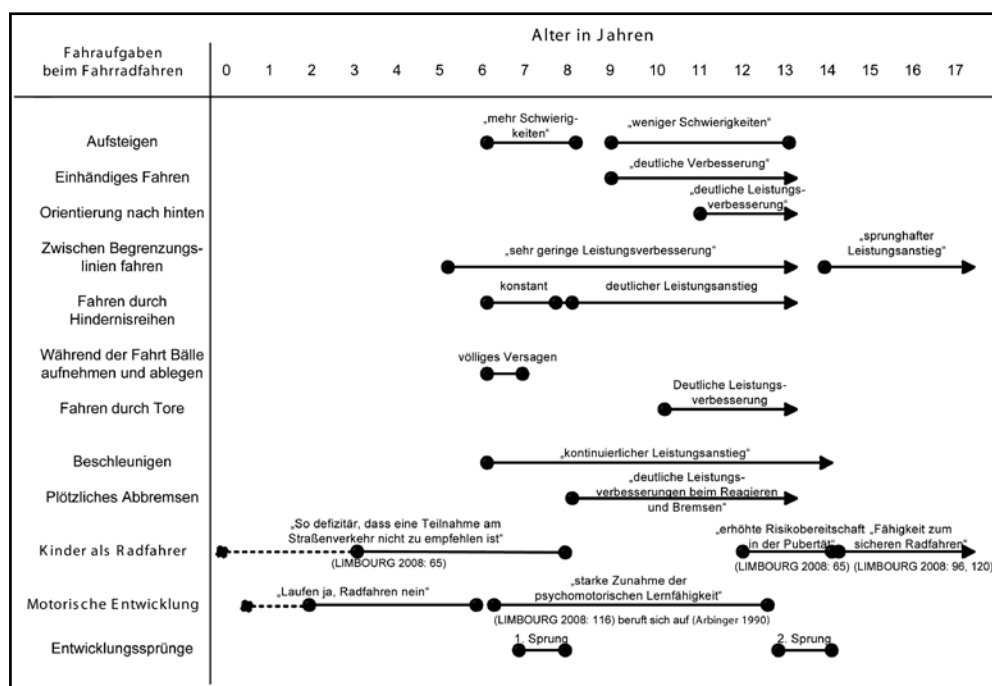 Alter in Jahren
Fahraufgaben
beim Fahrradfahren
0 1 2 3 4 5 6 7 8 9 10 11 12 13 14 15 16 17
Aufsteigen
„mehr Schwierig-
keiten“
„weniger Schwierigkeiten“
Einhändiges Fahren
„deutliche Verbesserung“
Orientierung nach hinten
„deutliche Leistungs-
verbesserung“
Zwischen Begrenzungs-
linien fahren
„sehr geringe Leistungsverbesserung“
„sprunghafter
Leistungsanstieg“
Fahren durch
Hindernisreihen
konstant
deutlicher Leistungsanstieg
Während der Fahrt Bälle
aufnehmen und ablegen
völliges Versagen
Fahren durch Tore
Deutliche Leistungs-
verbesserung
Beschleunigen
„kontinuierlicher Leistungsanstieg“
Plötzliches Abbremsen
„deutliche Leistungs-
verbesserungen beim Reagieren
und Bremsen“
Kinder als Radfahrer
„So defizitär, dass eine Teilnahme am
Straßenverkehr nicht zu empfehlen ist“
(LIMBOURG 2008: 65)
„erhöhte Risikobereitschaft
in der Pubertät“
(LIMBOURG 2008: 65)
„Fähigkeit zum
sicheren Radfahren“
(LIMBOURG 2008: 96, 120)
Motorische Entwicklung
„Laufen ja, Radfahren nein“
„starke Zunahme der
psychomotorischen Lernfähigkeit“
(LIMBOURG 2008: 116) beruft sich auf (Arbinger 1990)
Entwicklungssprünge
1. Sprung
2. Sprung